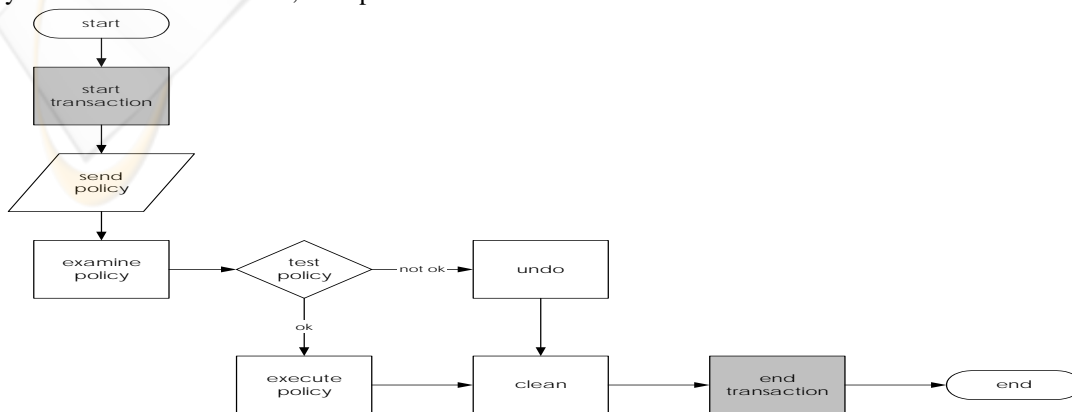 start
start
transaction
send
policy
examine
policy
test
policy
not ok
undo
ok
execute
policy
clean
end
transaction
end